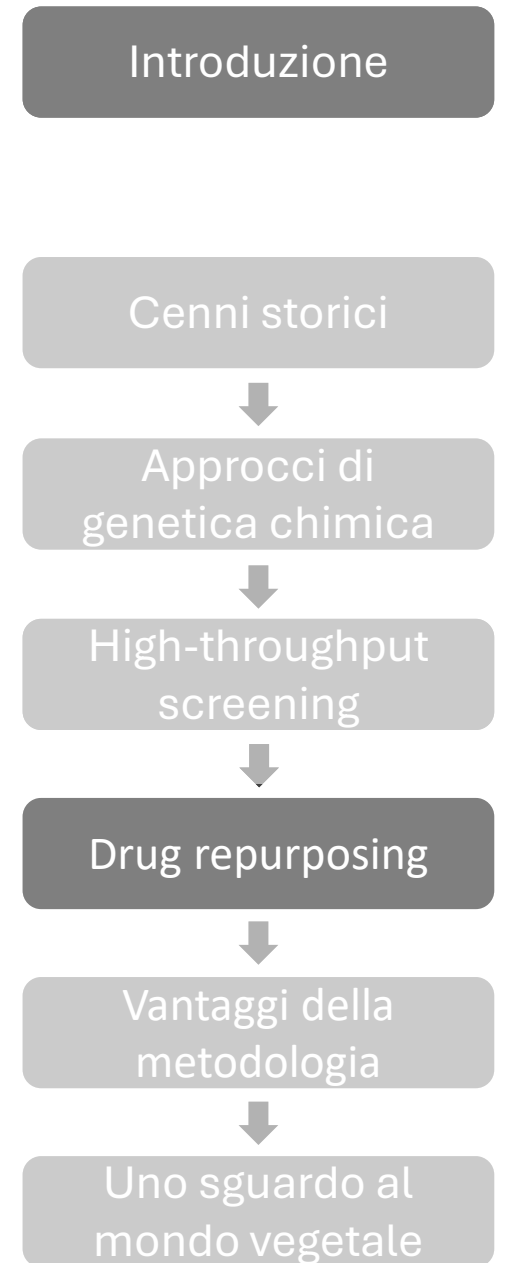 Introduzione
Cenni storici
Approcci di
genetica chimica
High-throughput
screening
Drug repurposing
Vantaggi della
metodologia
Uno sguardo al
mondo vegetale